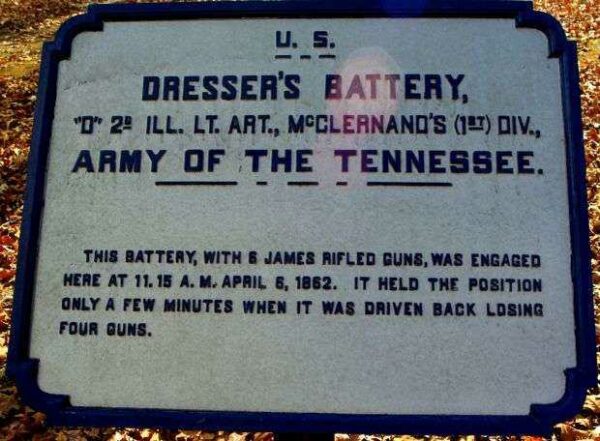 U. S.
DRESSER'S BATTERY,
"D" 2D ILL. LT. ART., McCLERNAND'S (1ST) DIV.,
ARMY OF THE TENNESSEE.
THIS BATTERY, WITH 6 JAMES RIFLED GUNS, WAS ENGAGED
HERE AT 11.15 A.M. APRIL 6, 1862. IT HELD THE POSITION
ONLY A FEW MINUTES WHEN IT WAS DRIVEN BACK LOSING
FOUR GUNS.